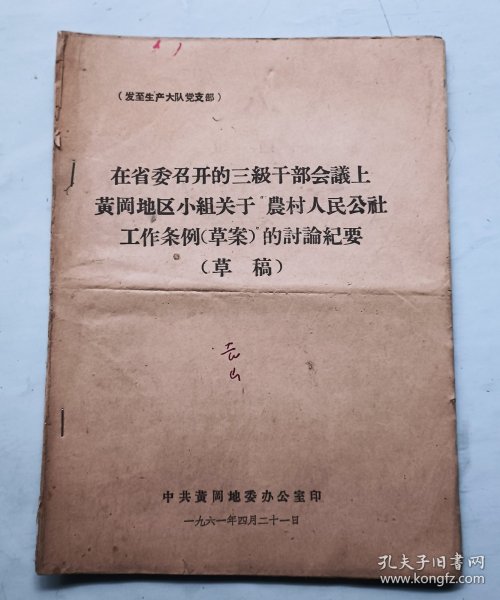 （发至生产大队党支部）
在省委召开的三級干部会議上
黃岡地区小組关于“農村人民公社
工作条例(草案)”的討論紀要
（草稿）
中共黃岡地委办公室印
一九六一年四月二十一日
孔夫子旧书网
www.kongfz.com